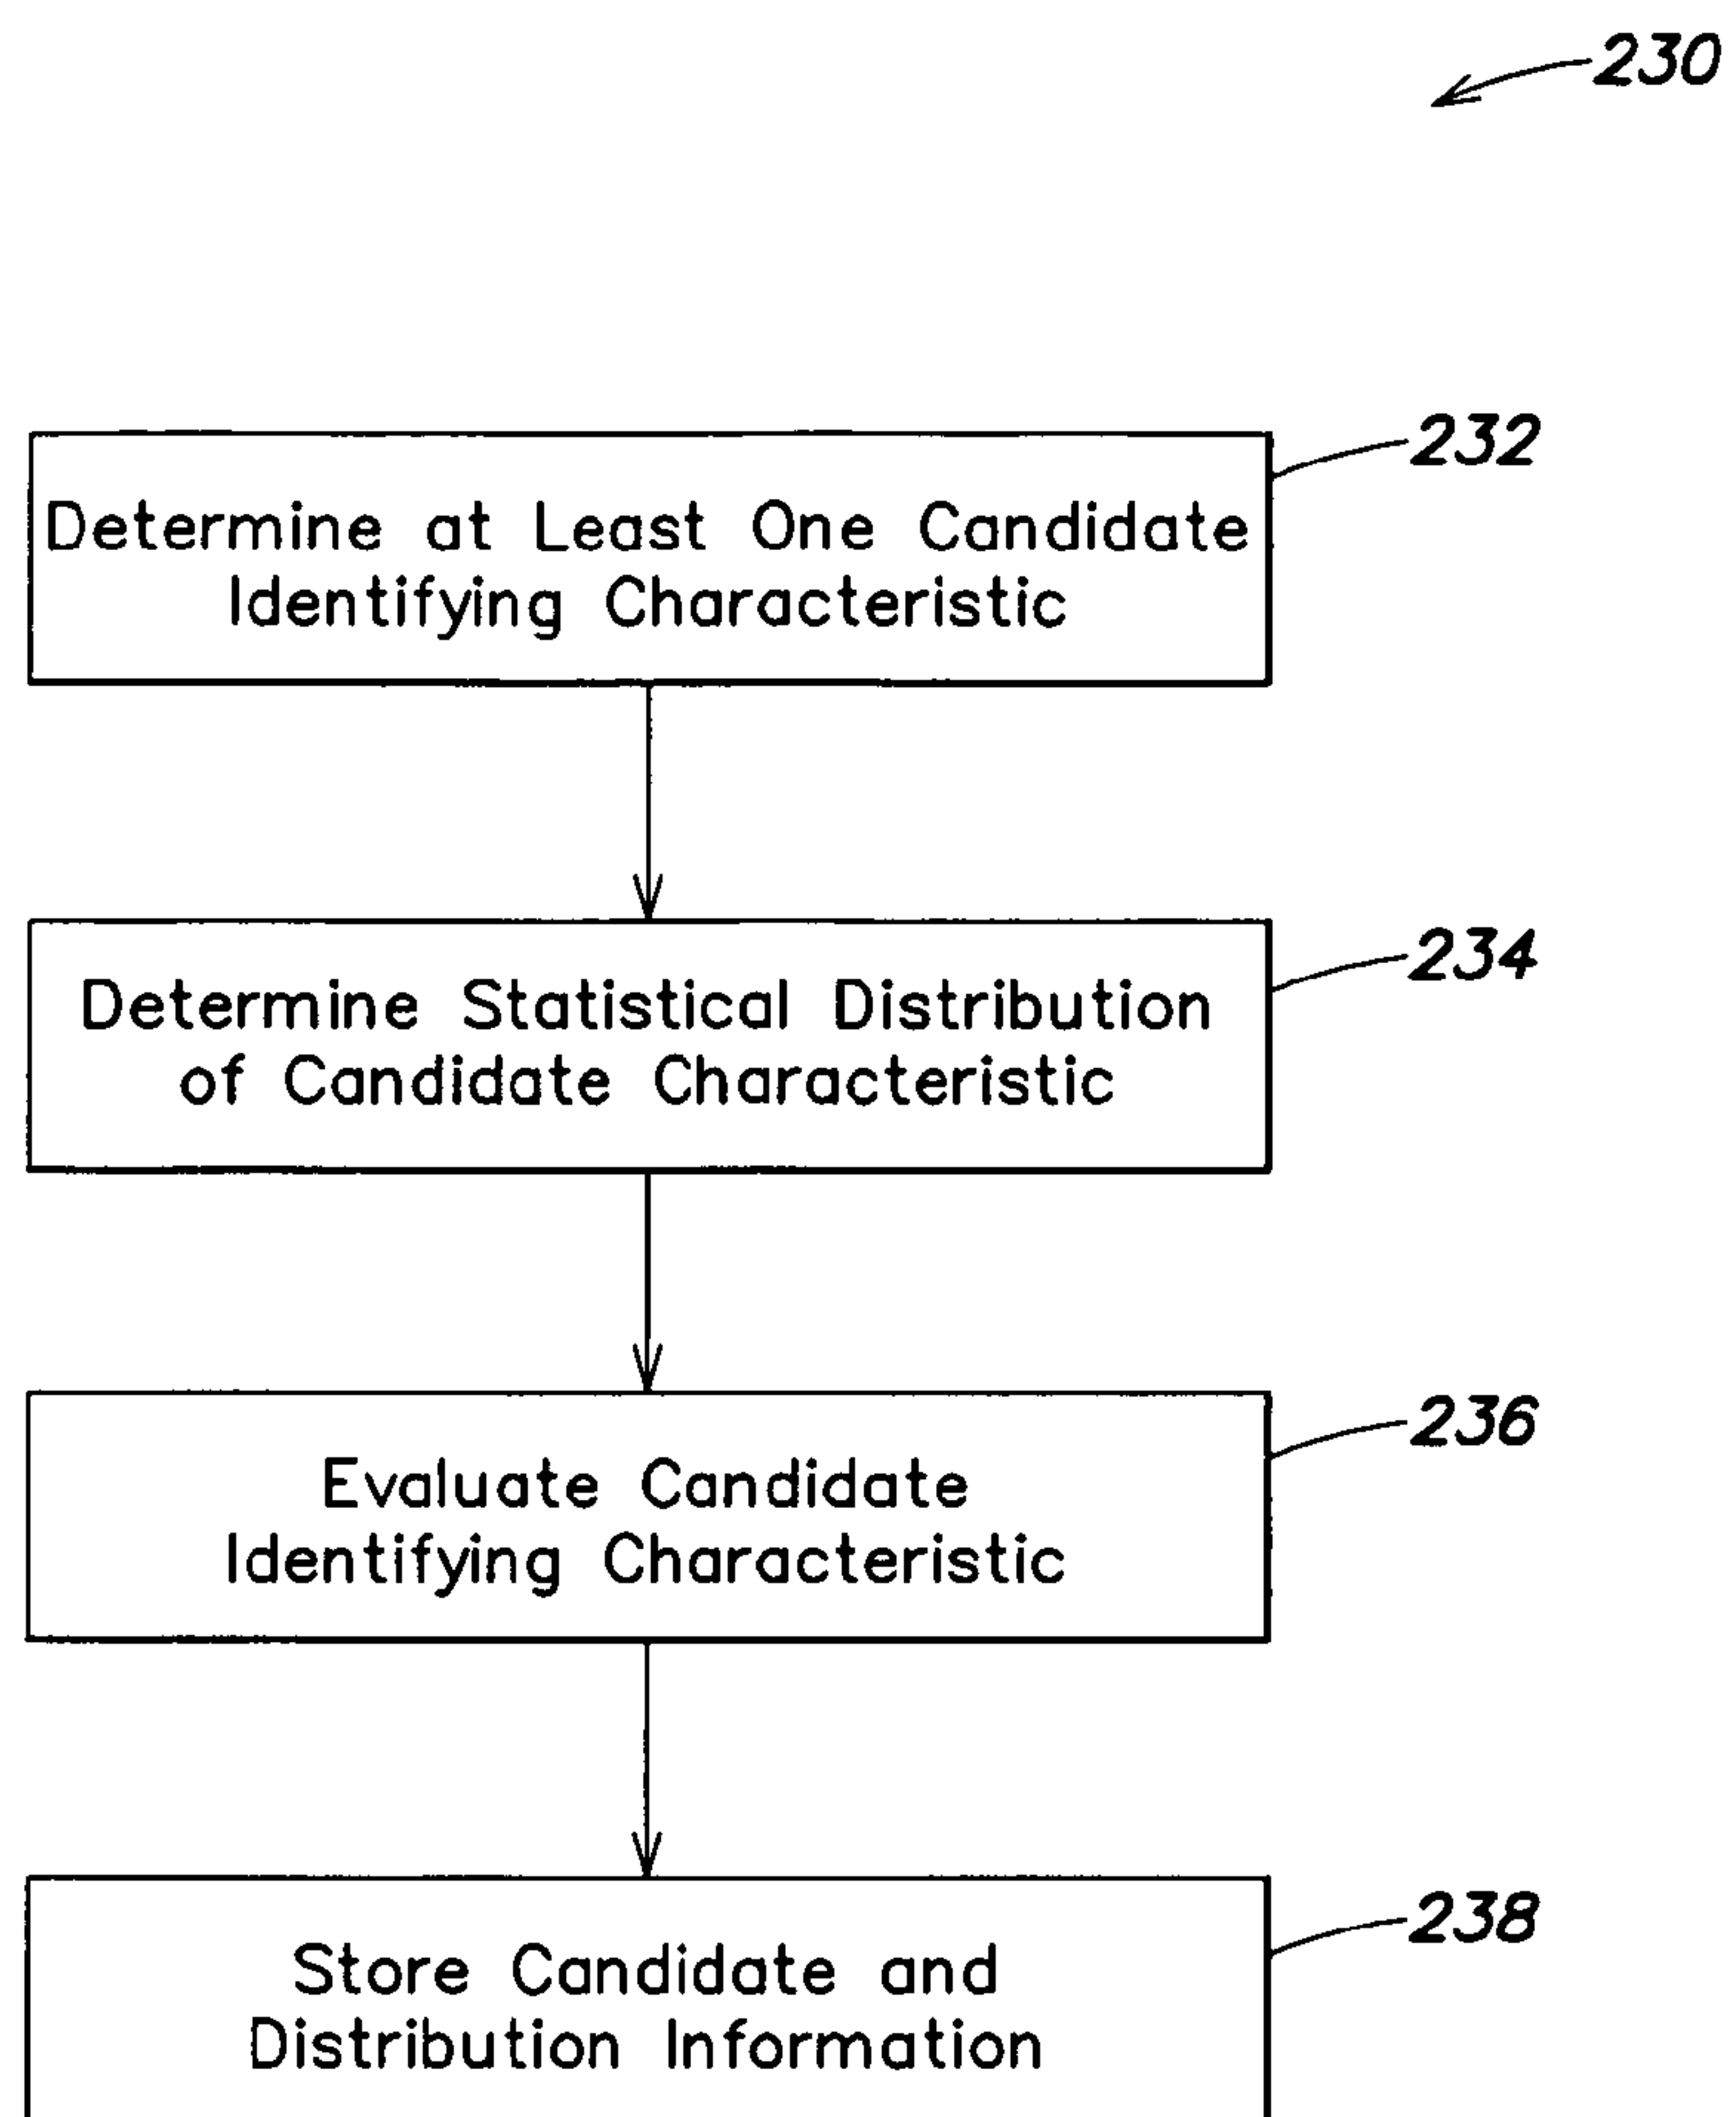 230
232
Determine at Least One Candidate
Identifying Characteristic
234
Determine Statistical Distribution
of Candidate Characteristic
236
Evaluate Candidate
Identifying Characteristic
238
Store Candidate and
Distribution Information